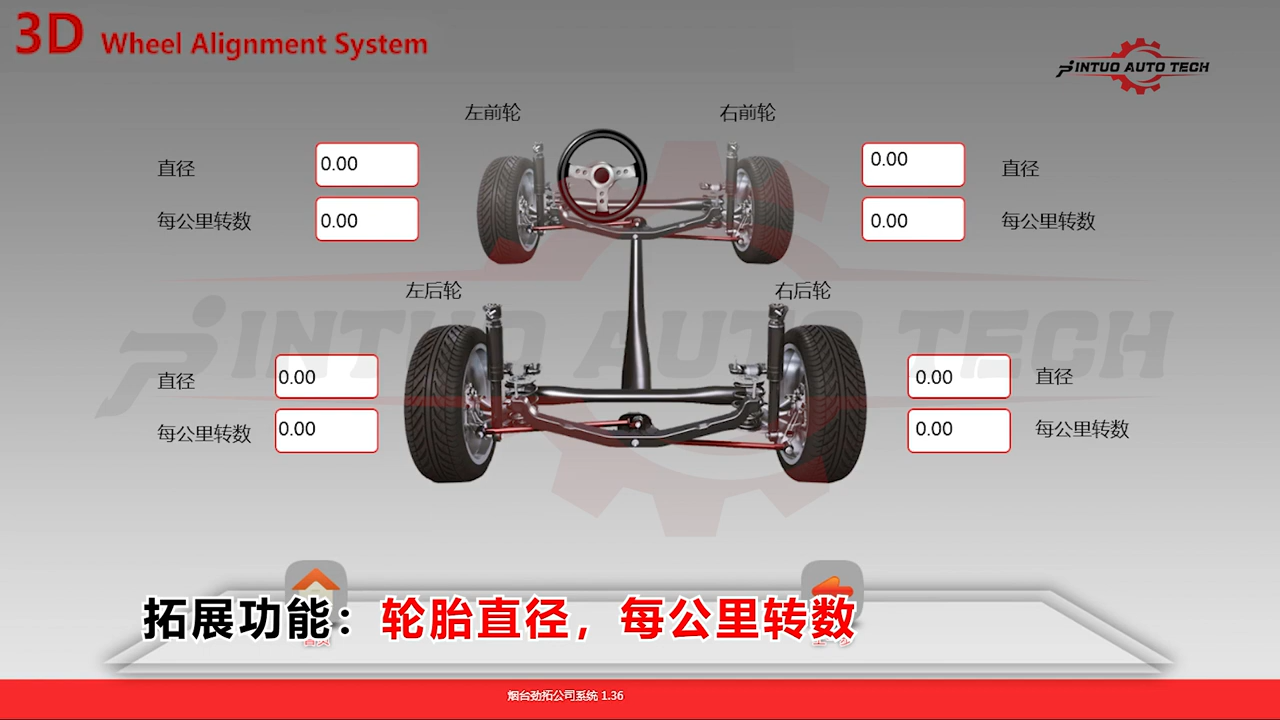 3D Wheel Alignment System
PINTUO AUTO TECH
左前轮
右前轮
直径
0.00
0.00
直径
每公里转数
0.00
0.00
每公里转数
左后轮
右后轮
PINTUO AUTO TECH
直径
0.00
0.00
直径
每公里转数
0.00
0.00
每公里转数
拓展功能：轮胎直径，每公里转数
烟台劲拓公司系统 1.36